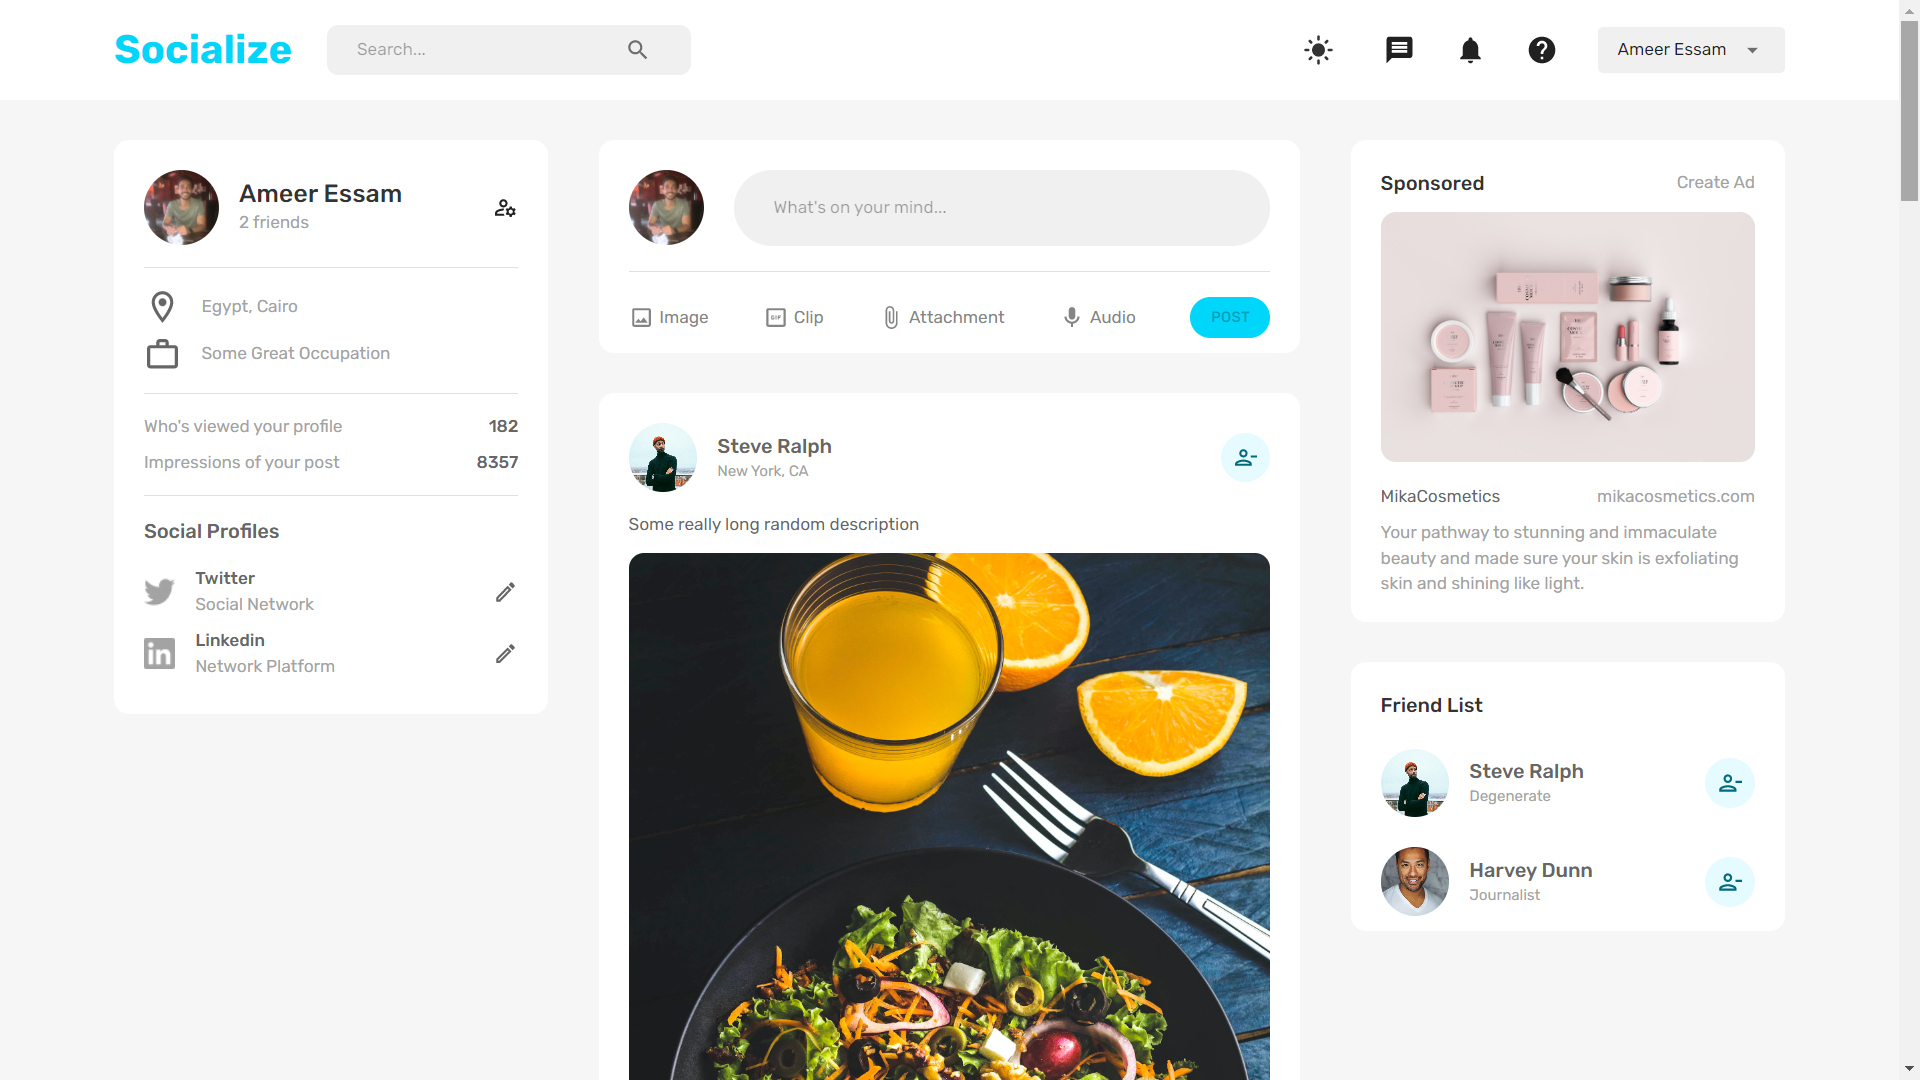 Socialize
Search...
Ameer Essam
Ameer Essam
2 friends
Egypt, Cairo
Some Great Occupation
Who's viewed your profile 182
Impressions of your post 8357
Social Profiles
Twitter
Social Network
Linkedin
Network Platform
What's on your mind...
Image
GIF Clip
Attachment
Audio
POST
Steve Ralph
New York, CA
Some really long random description
Sponsored
Create Ad
MikaCosmetics
mikacosmetics.com
Your pathway to stunning and immaculate
beauty and made sure your skin is exfoliating
skin and shining like light.
Friend List
Steve Ralph
Degenerate
Harvey Dunn
Journalist